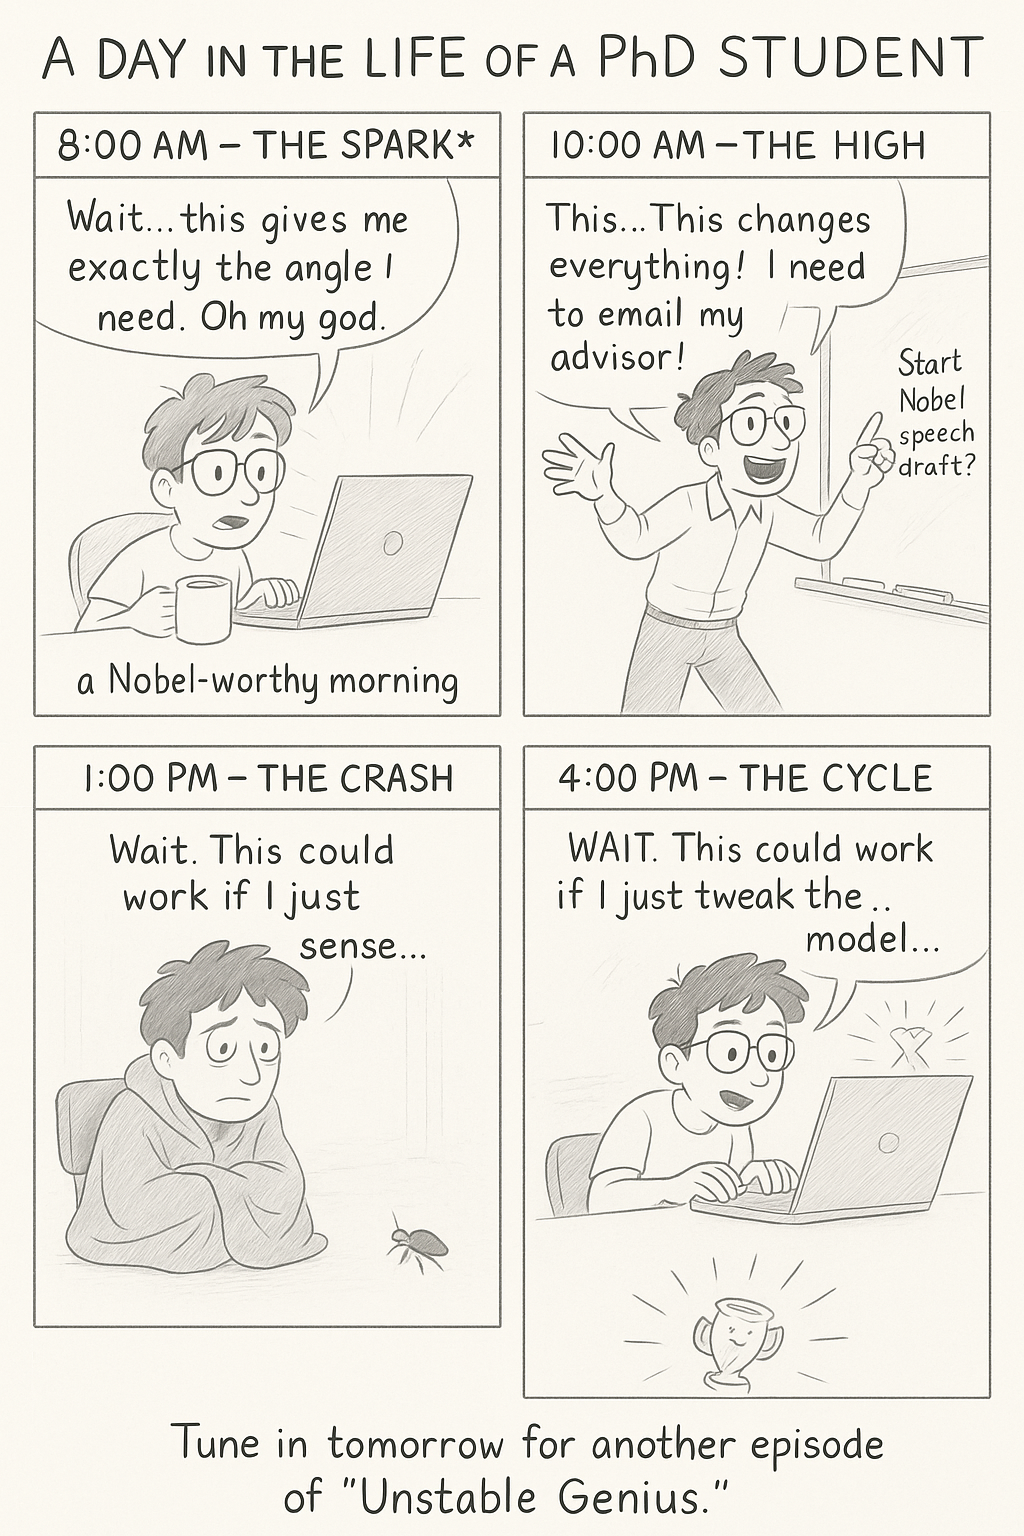 A DAY IN THE LIFE OF A PhD STUDENT
8:00 AM – THE SPARK*
Wait...this gives me
exactly the angle I
need. Oh my god.
a Nobel-worthy morning
10:00 AM – THE HIGH
This...This changes
everything! I need
to email my
advisor!
Start
Nobel
speech
draft?
1:00 PM – THE CRASH
Wait. This could
work if I just
sense...
4:00 PM – THE CYCLE
WAIT. This could work
if I just tweak the ..
model...
Tune in tomorrow for another episode
of "Unstable Genius."